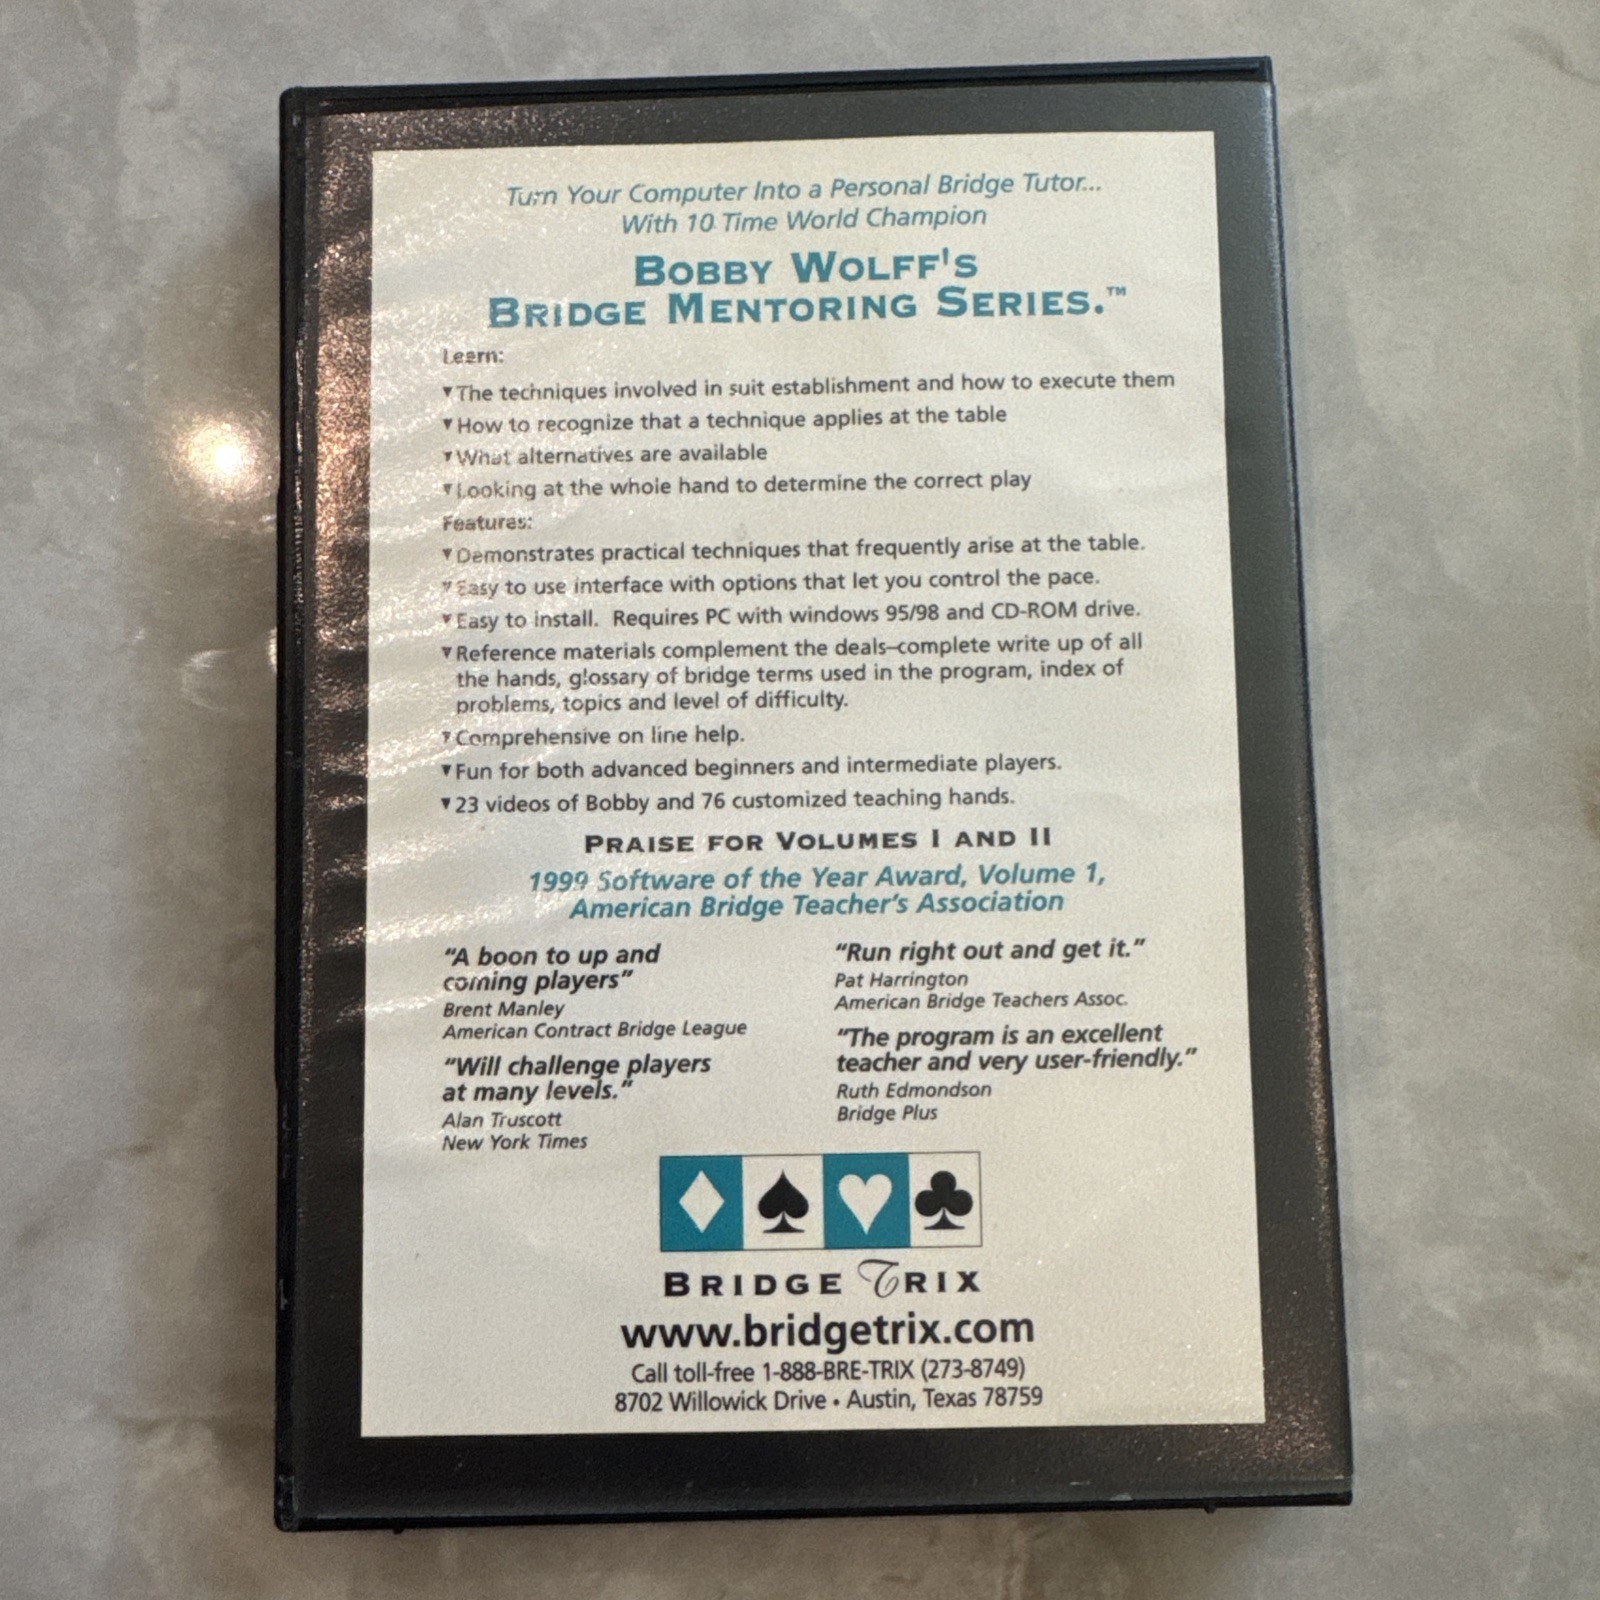 Turn Your Computer Into a Personal Bridge Tutor...
With 10 Time World Champion
BOBBY WOLFF'S
BRIDGE MENTORING SERIES.™
Learn:
▼The techniques involved in suit establishment and how to execute them
▼How to recognize that a technique applies at the table
▼What alternatives are available
▼Looking at the whole hand to determine the correct play
Features:
▼Demonstrates practical techniques that frequently arise at the table.
▼Easy to use interface with options that let you control the pace.
▼Easy to install.  Requires PC with windows 95/98 and CD-ROM drive.
▼Reference materials complement the deals–complete write up of all
the hands, glossary of bridge terms used in the program, index of
problems, topics and level of difficulty.
▼Comprehensive on line help.
▼Fun for both advanced beginners and intermediate players.
▼23 videos of Bobby and 76 customized teaching hands.
PRAISE FOR VOLUMES I AND II
1999 Software of the Year Award, Volume 1,
American Bridge Teacher's Association
“A boon to up and
coming players”
Brent Manley
American Contract Bridge League
“Will challenge players
at many levels.”
Alan Truscott
New York Times
“Run right out and get it.”
Pat Harrington
American Bridge Teachers Assoc.
“The program is an excellent
teacher and very user-friendly.”
Ruth Edmondson
Bridge Plus
BRIDGE TRIX
www.bridgetrix.com
Call toll-free 1-888-BRE-TRIX (273-8749)
8702 Willowick Drive • Austin, Texas 78759